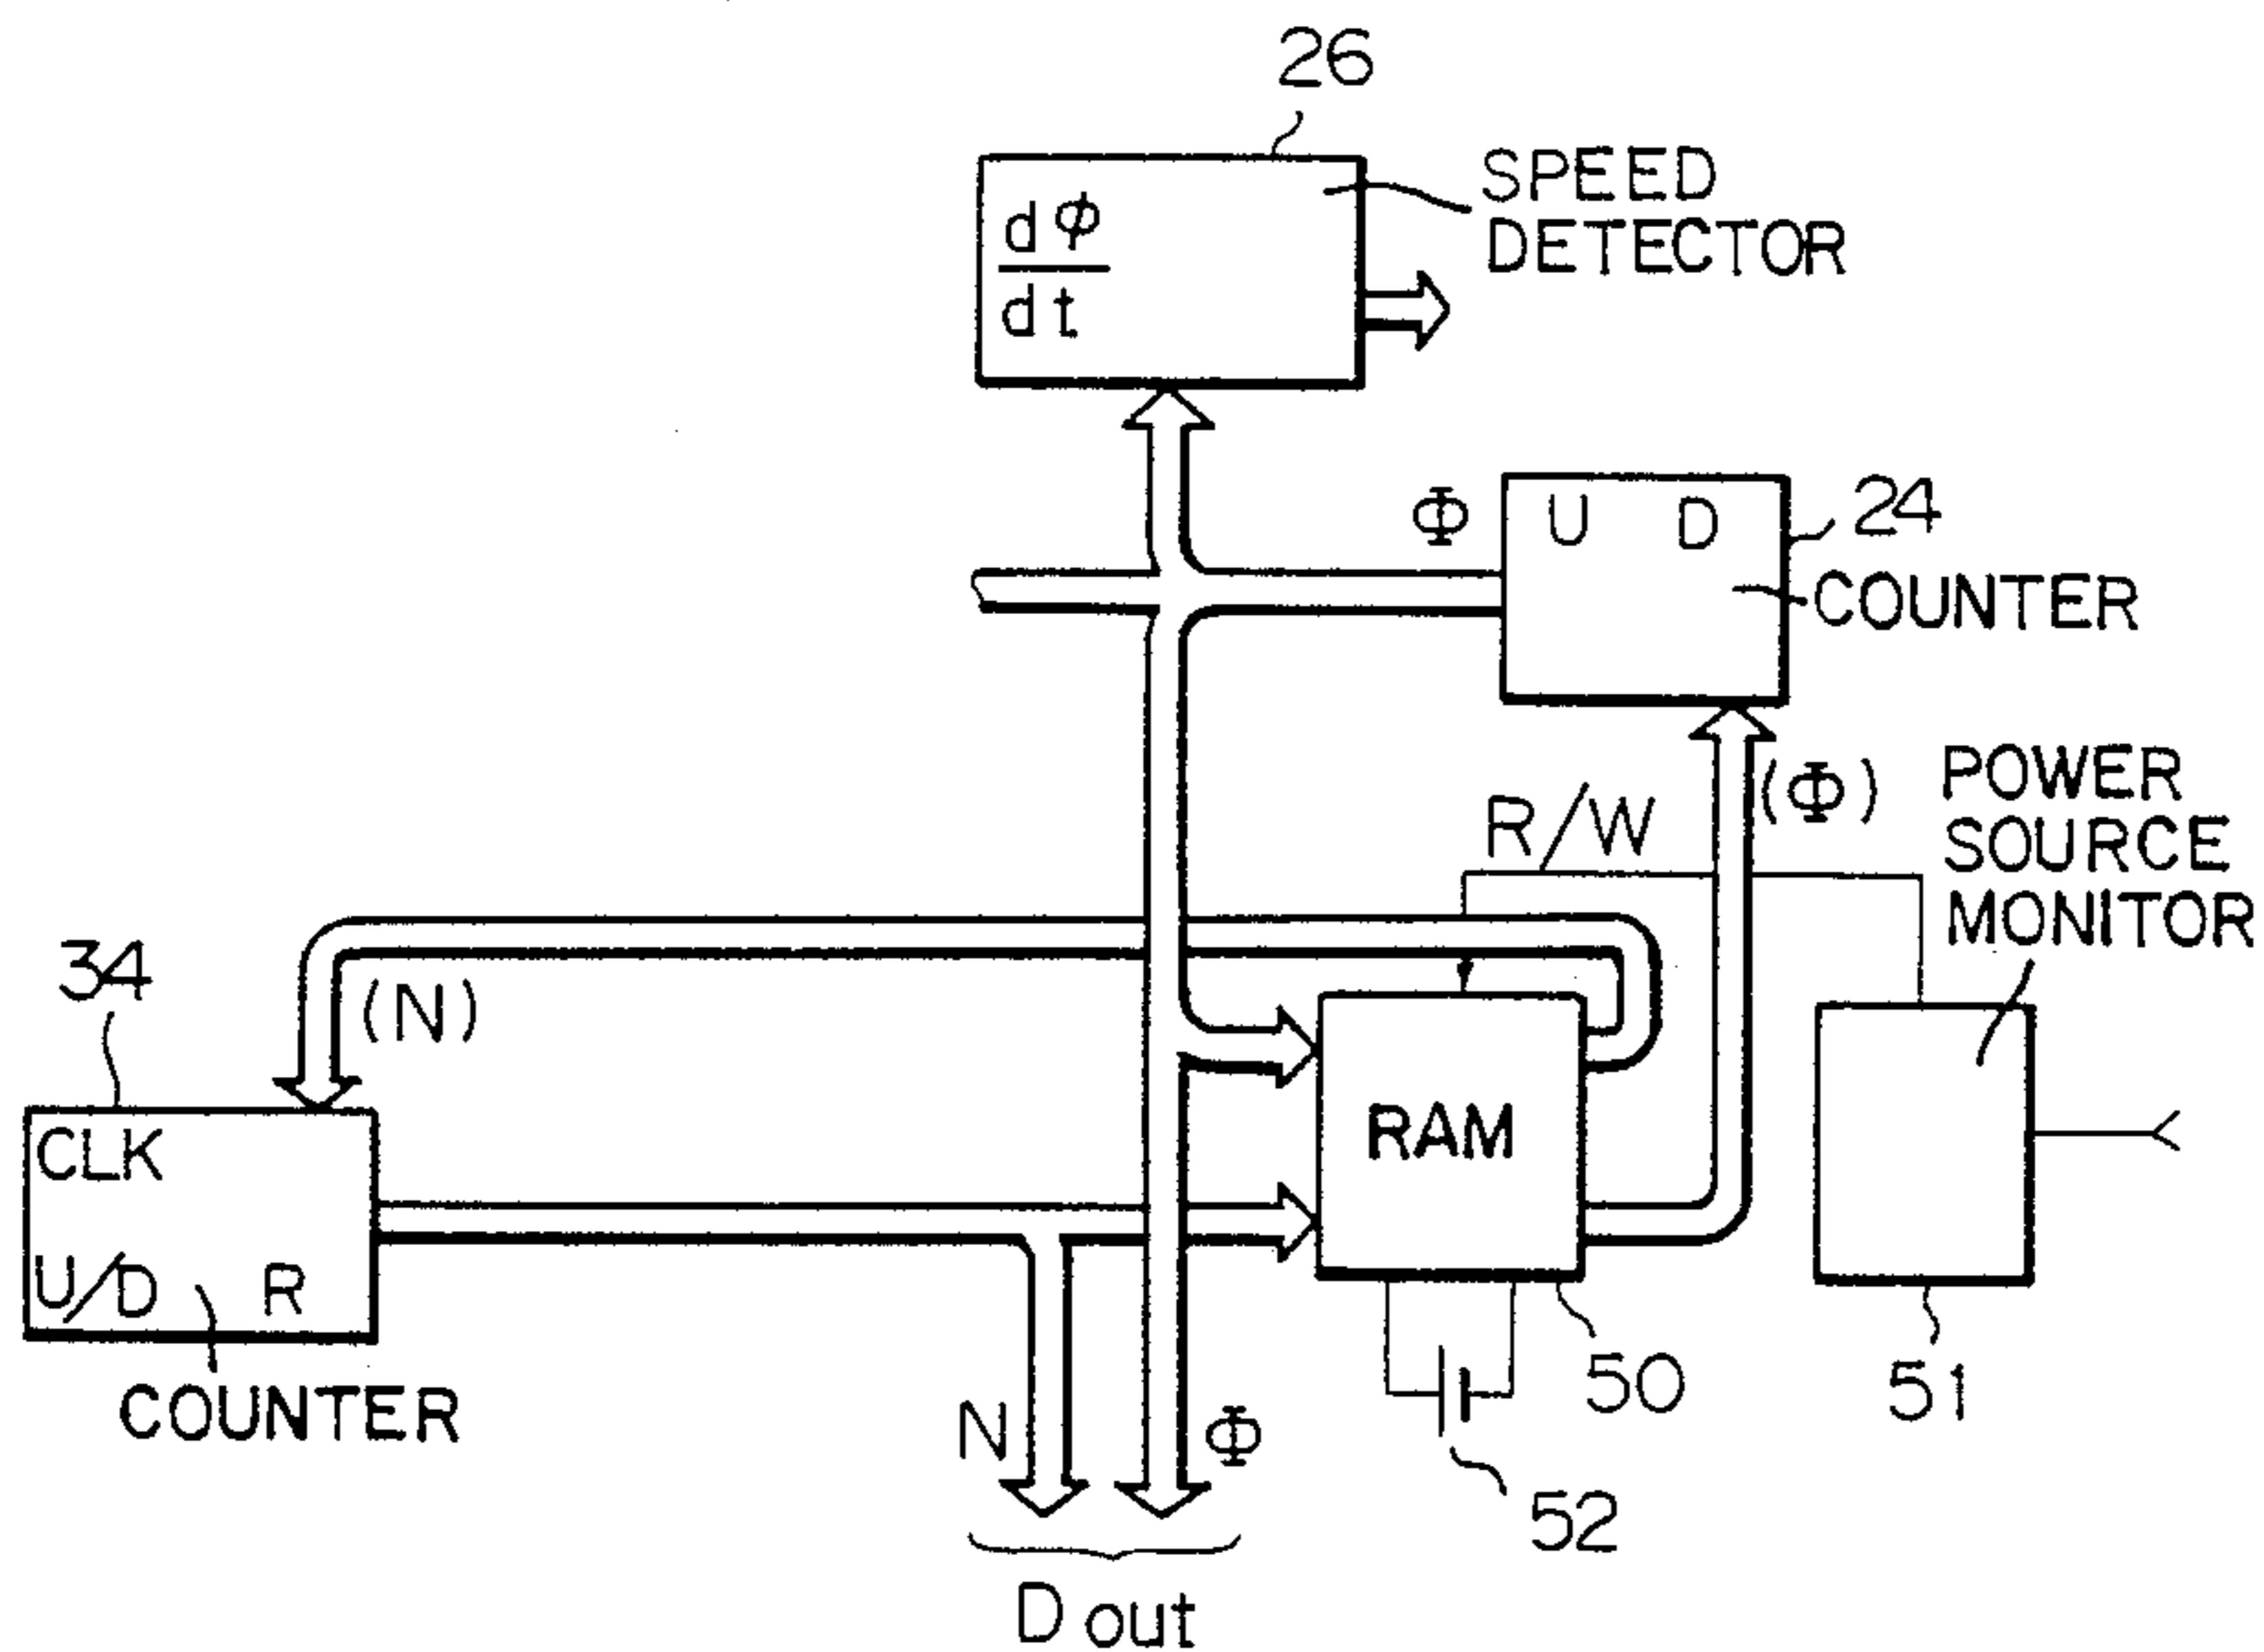 26
SPEED
DETECTOR
dϕ
dt
Φ
U D
24
COUNTER
(Φ)
POWER
SOURCE
MONITOR
R/W
34
(N)
CLK
RAM
U/D R
COUNTER
50
51
N
Φ
52
D out